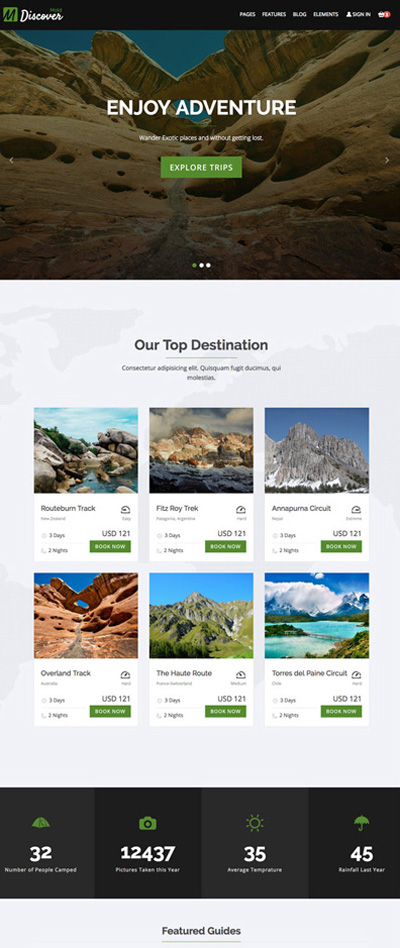 M Discover Mold
PAGES FEATURES BLOG ELEMENTS SIGN IN 3
ENJOY ADVENTURE
Wander Exotic places and without getting lost.
EXPLORE TRIPS
Our Top Destination
Consectetur adipisicing elit. Quisquam fugit ducimus, qui
molestias.
Routeburn Track
New Zealand Easy
3 Days USD 121
2 Nights BOOK NOW
Fitz Roy Trek
Patagonia, Argentina Hard
3 Days USD 121
2 Nights BOOK NOW
Annapurna Circuit
Nepal Extreme
3 Days USD 121
2 Nights BOOK NOW
Overland Track
Australia Hard
3 Days USD 121
2 Nights BOOK NOW
The Haute Route
France-Switzerland Medium
3 Days USD 121
2 Nights BOOK NOW
Torres del Paine Circuit
Chile Hard
3 Days USD 121
2 Nights BOOK NOW
32
Number of People Camped
12437
Pictures Taken this Year
35
Average Temprature
45
Rainfall Last Year
Featured Guides